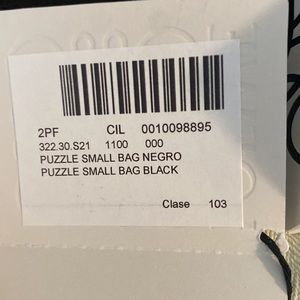 2PF CIL 0010098895
322.30.S21 1100 000
PUZZLE SMALL BAG NEGRO
PUZZLE SMALL BAG BLACK
Clase 103